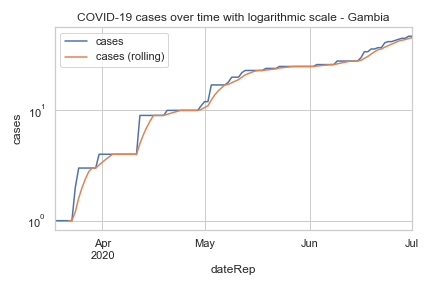 COVID-19 cases over time with logarithmic scale - Gambia
cases
cases (rolling)
10¹
10⁰
cases
Apr
2020
May
Jun
Jul
dateRep